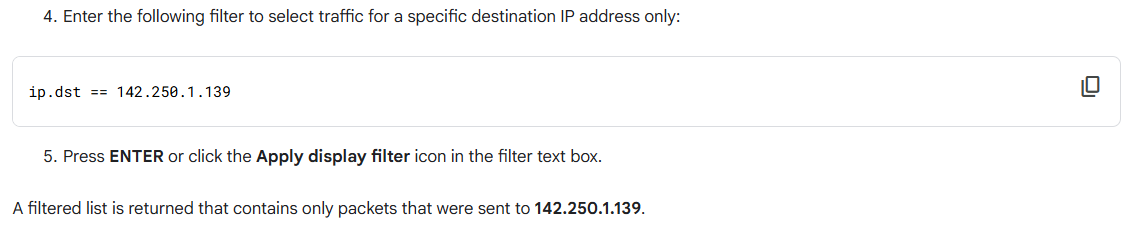 4. Enter the following filter to select traffic for a specific destination IP address only:
ip.dst == 142.250.1.139
5. Press ENTER or click the Apply display filter icon in the filter text box.
A filtered list is returned that contains only packets that were sent to 142.250.1.139.